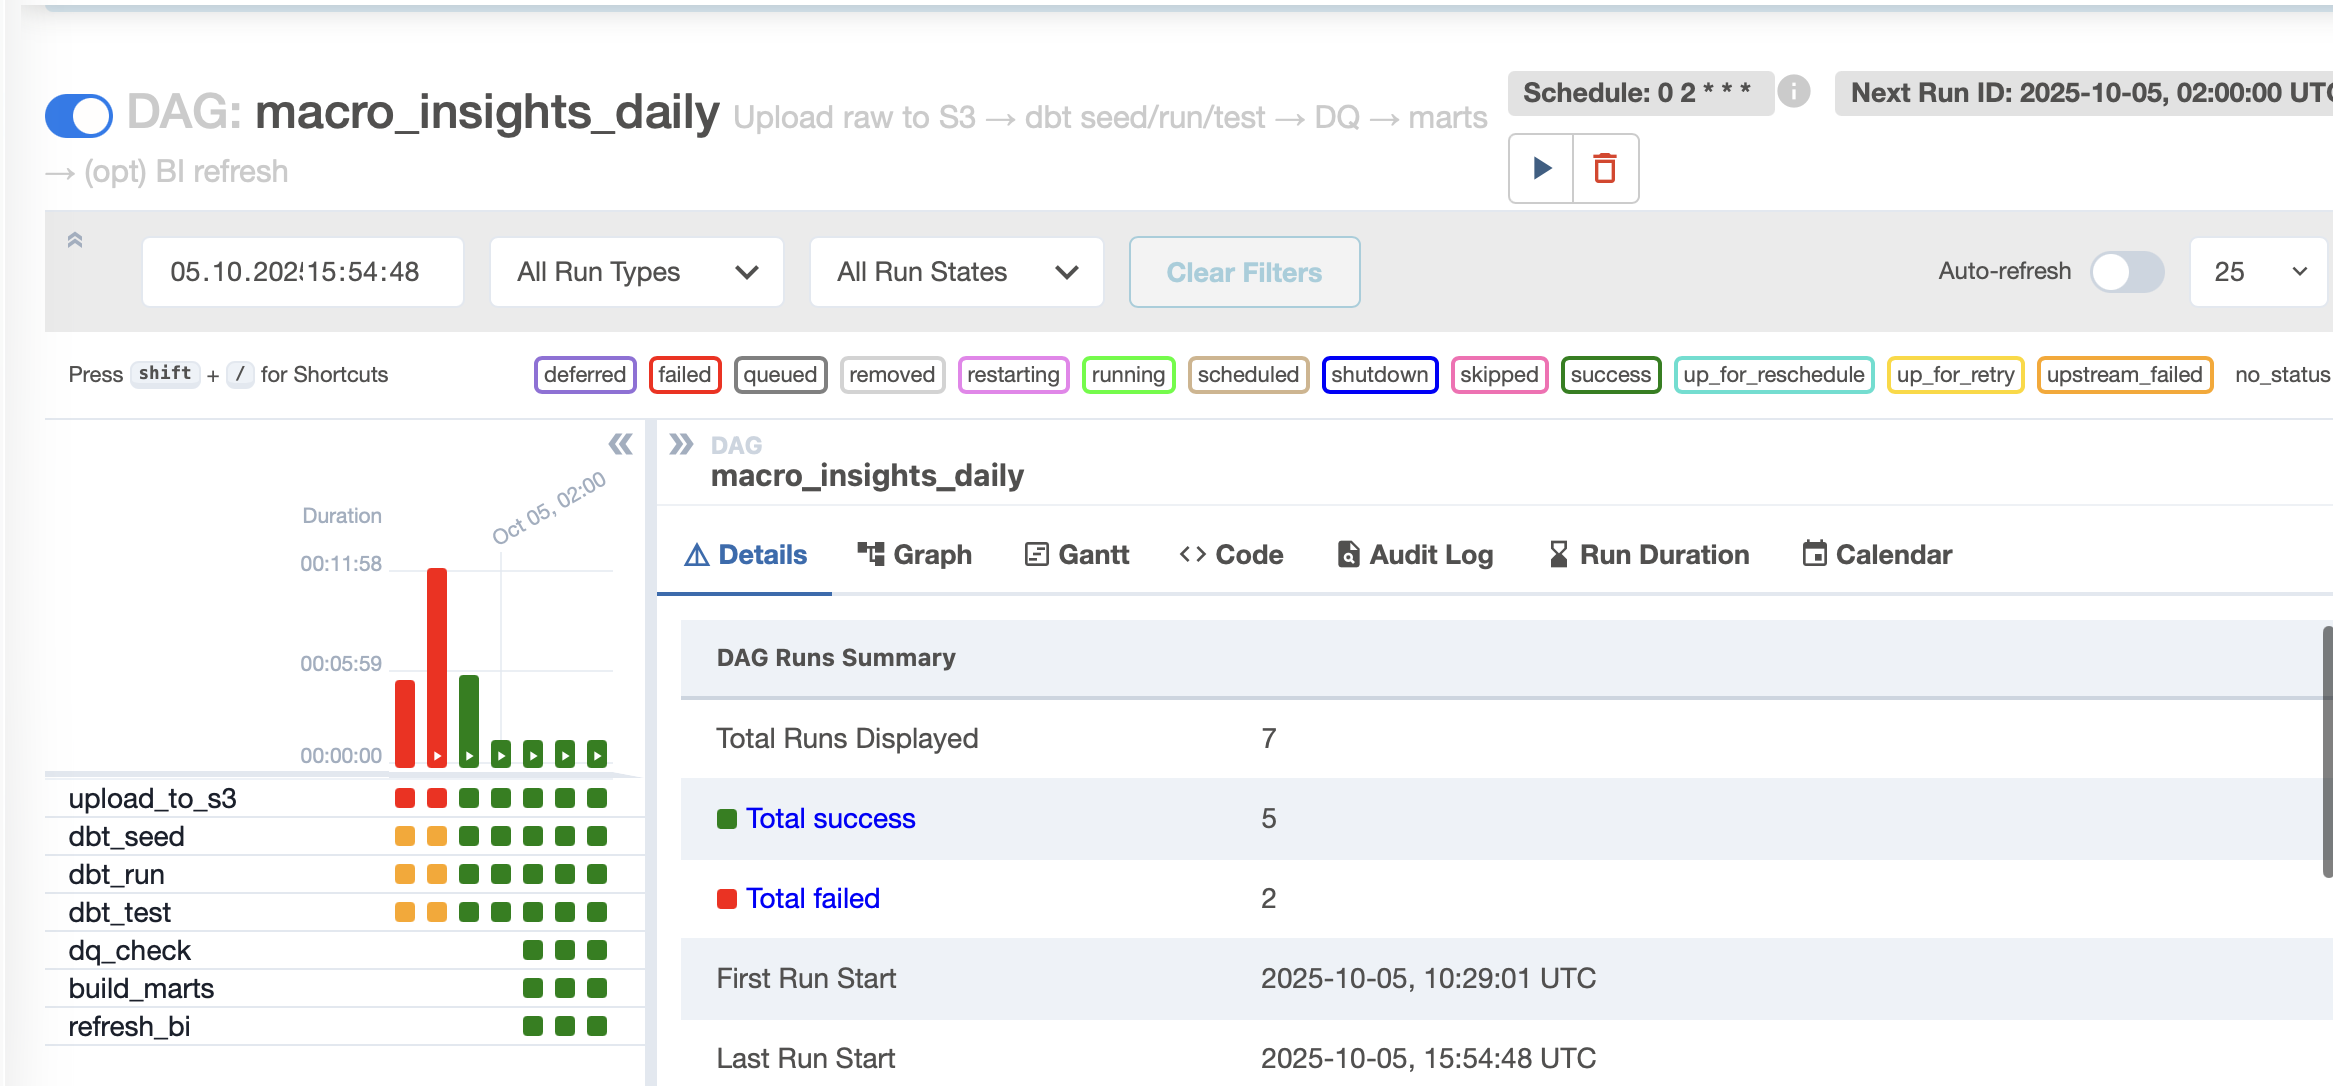 DAG: macro_insights_daily Upload raw to S3 → dbt seed/run/test → DQ → marts
→ (opt) BI refresh
Schedule: 0 2 * * *
Next Run ID: 2025-10-05, 02:00:00
05.10.202 15:54:48
All Run Types
All Run States
Clear Filters
Auto-refresh
25
Press shift + / for Shortcuts
deferred
failed
queued
removed
restarting
running
scheduled
shutdown
skipped
success
up_for_reschedule
up_for_retry
upstream_failed
no_status
Duration
Oct 05, 02:00
00:11:58
00:05:59
00:00:00
upload_to_s3
dbt_seed
dbt_run
dbt_test
dq_check
build_marts
refresh_bi
DAG
macro_insights_daily
Details
Graph
Gantt
Code
Audit Log
Run Duration
Calendar
DAG Runs Summary
Total Runs Displayed 7
Total success 5
Total failed 2
First Run Start 2025-10-05, 10:29:01 UTC
Last Run Start 2025-10-05, 15:54:48 UTC